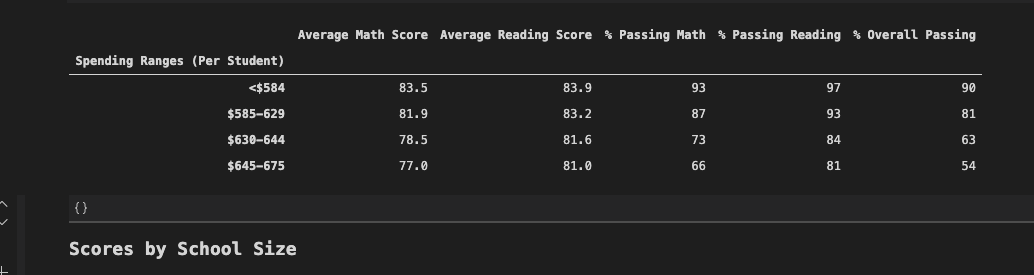 Average Math Score Average Reading Score % Passing Math % Passing Reading % Overall Passing
Spending Ranges (Per Student)
<$584 83.5 83.9 93 97 90
$585-629 81.9 83.2 87 93 81
$630-644 78.5 81.6 73 84 63
$645-675 77.0 81.0 66 81 54
{}
Scores by School Size